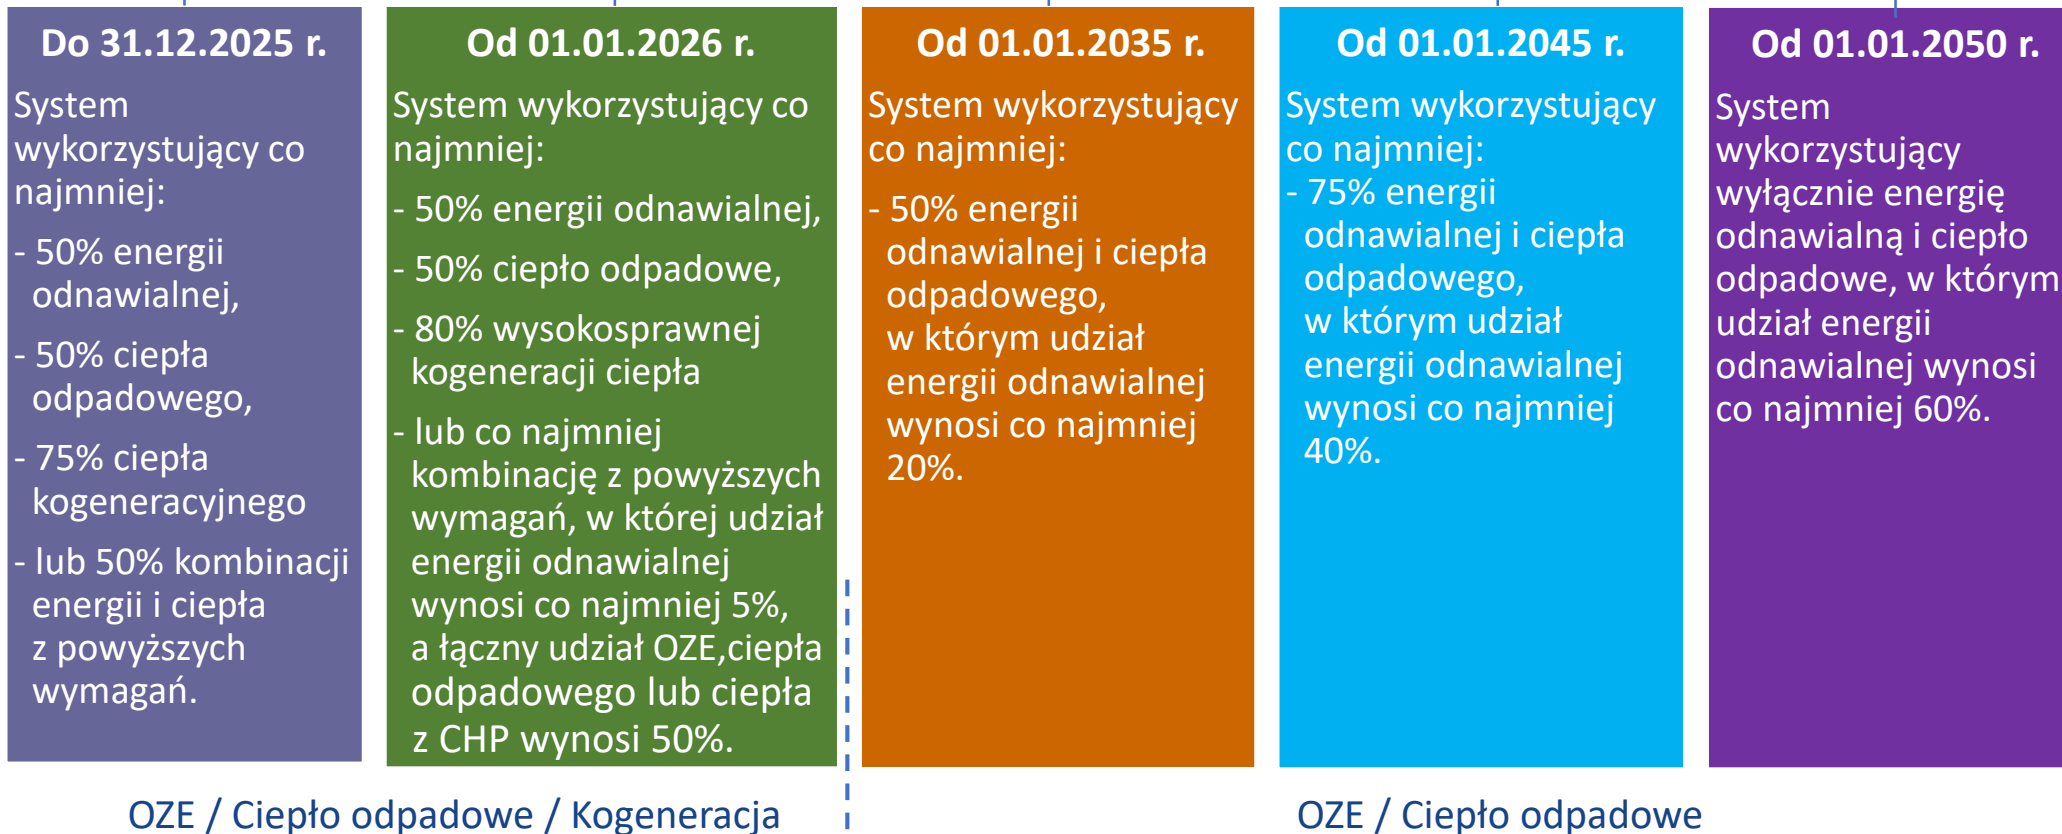 Do 31.12.2025 r.
System
wykorzystujący co
najmniej:
- 50% energii
odnawialnej,
- 50% ciepła
odpadowego,
- 75% ciepła
kogeneracyjnego
- lub 50% kombinacji
energii i ciepła
z powyższych
wymagań.
Od 01.01.2026 r.
System wykorzystujący co
najmniej:
- 50% energii odnawialnej,
- 50% ciepło odpadowe,
- 80% wysokosprawnej
kogeneracji ciepła
- lub co najmniej
kombinację z powyższych
wymagań, w której udział
energii odnawialnej
wynosi co najmniej 5%,
a łączny udział OZE,ciepła
odpadowego lub ciepła
z CHP wynosi 50%.
Od 01.01.2035 r.
System wykorzystujący
co najmniej:
- 50% energii
odnawialnej i ciepła
odpadowego,
w którym udział
energii odnawialnej
wynosi co najmniej
20%.
Od 01.01.2045 r.
System wykorzystujący
co najmniej:
- 75% energii
odnawialnej i ciepła
odpadowego,
w którym udział
energii odnawialnej
wynosi co najmniej
40%.
Od 01.01.2050 r.
System
wykorzystujący
wyłącznie energię
odnawialną i ciepło
odpadowe, w którym
udział energii
odnawialnej wynosi
co najmniej 60%.
OZE / Ciepło odpadowe / Kogeneracja
OZE / Ciepło odpadowe